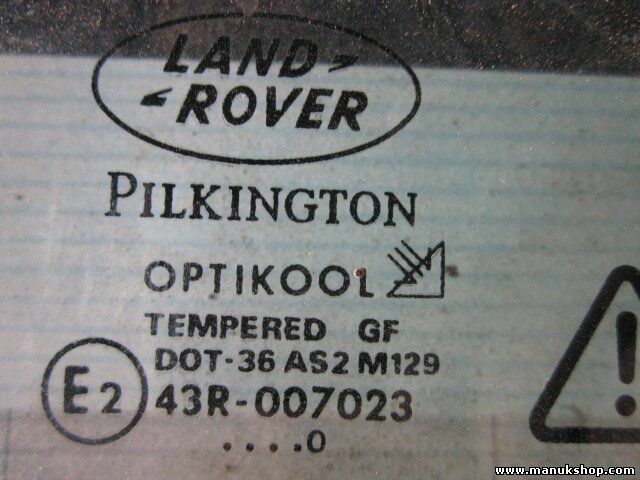 LAND
ROVER
PILKINGTON
OPTIKOOL
TEMPERED GF
DOT-36 AS2 M129
E2 43R-007023
....0
!
www.manukshop.com